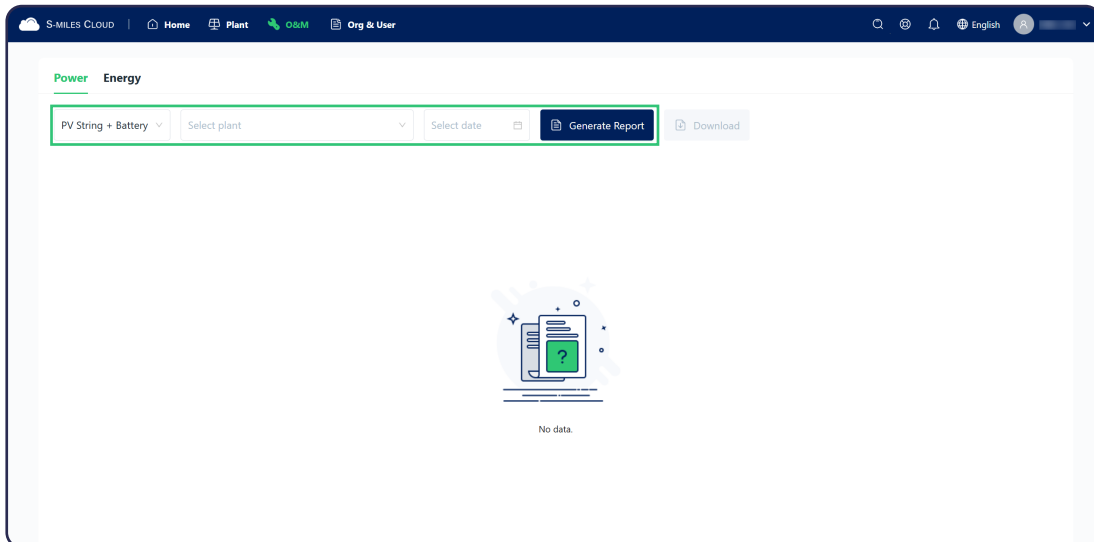 S-MILES CLOUD | Home Plant O&M Org & User English A
Power Energy
PV String + Battery Select plant Select date Generate Report Download
?
No data.